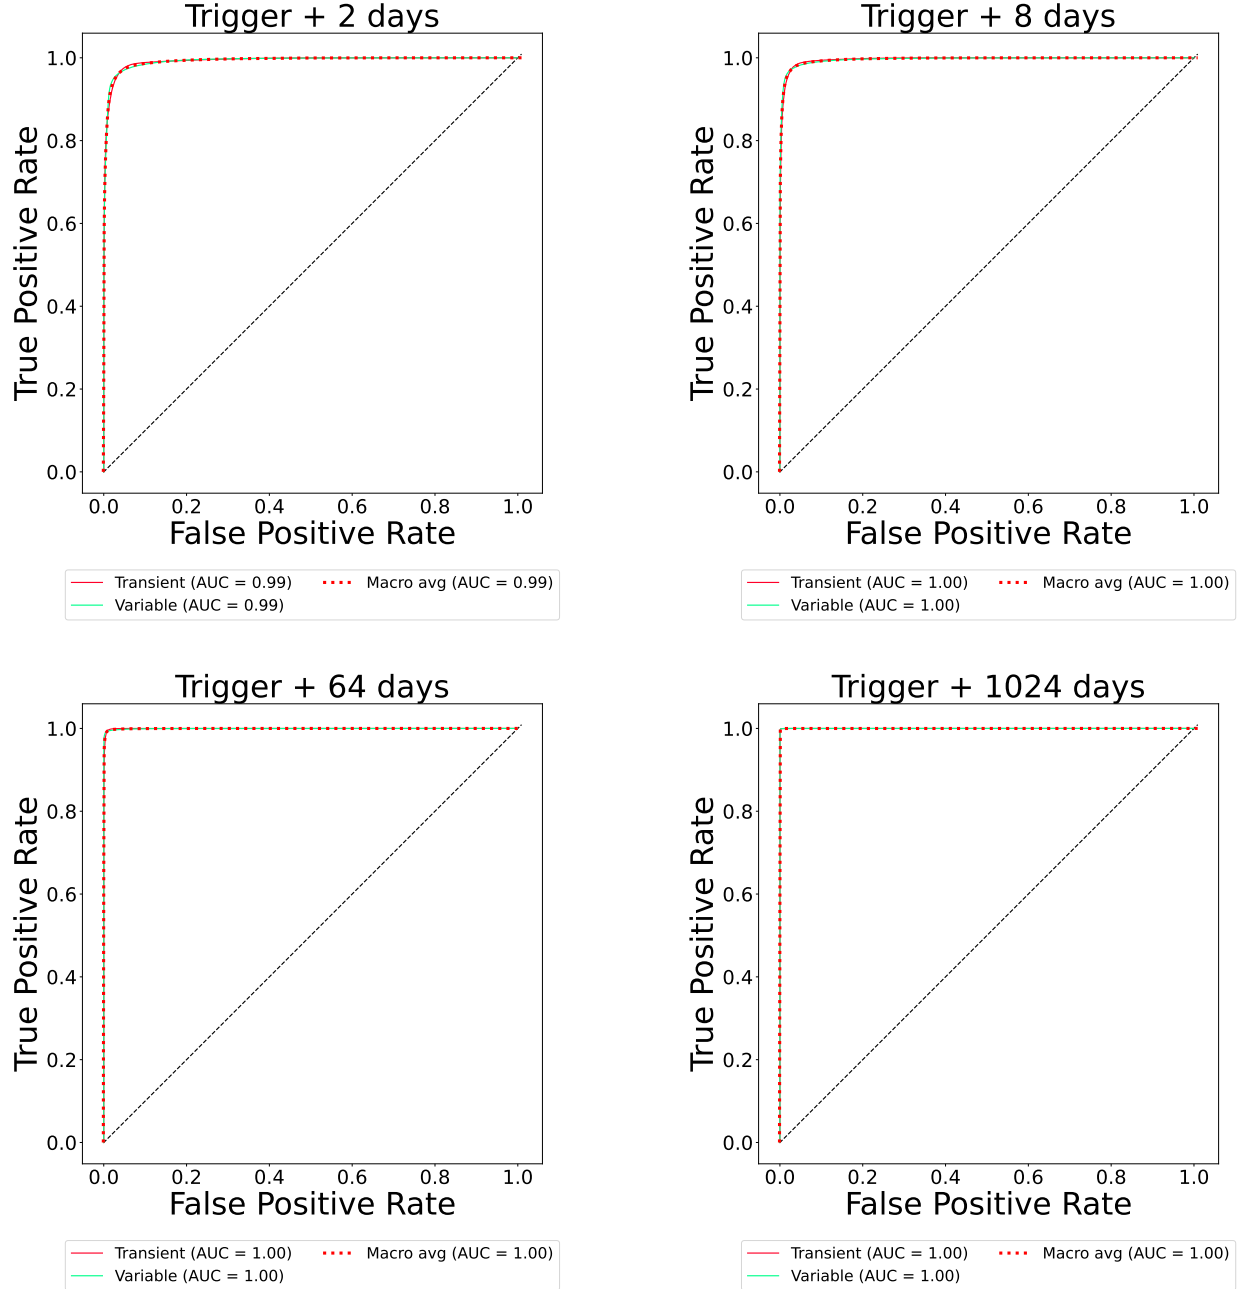 Trigger + 2 days
True Positive Rate
1.0
0.8
0.6
0.4
0.2
0.0
0.0 0.2 0.4 0.6 0.8 1.0
False Positive Rate
Transient (AUC = 0.99) Macro avg (AUC = 0.99)
Variable (AUC = 0.99)
Trigger + 8 days
True Positive Rate
1.0
0.8
0.6
0.4
0.2
0.0
0.0 0.2 0.4 0.6 0.8 1.0
False Positive Rate
Transient (AUC = 1.00) Macro avg (AUC = 1.00)
Variable (AUC = 1.00)
Trigger + 64 days
True Positive Rate
1.0
0.8
0.6
0.4
0.2
0.0
0.0 0.2 0.4 0.6 0.8 1.0
False Positive Rate
Transient (AUC = 1.00) Macro avg (AUC = 1.00)
Variable (AUC = 1.00)
Trigger + 1024 days
True Positive Rate
1.0
0.8
0.6
0.4
0.2
0.0
0.0 0.2 0.4 0.6 0.8 1.0
False Positive Rate
Transient (AUC = 1.00) Macro avg (AUC = 1.00)
Variable (AUC = 1.00)